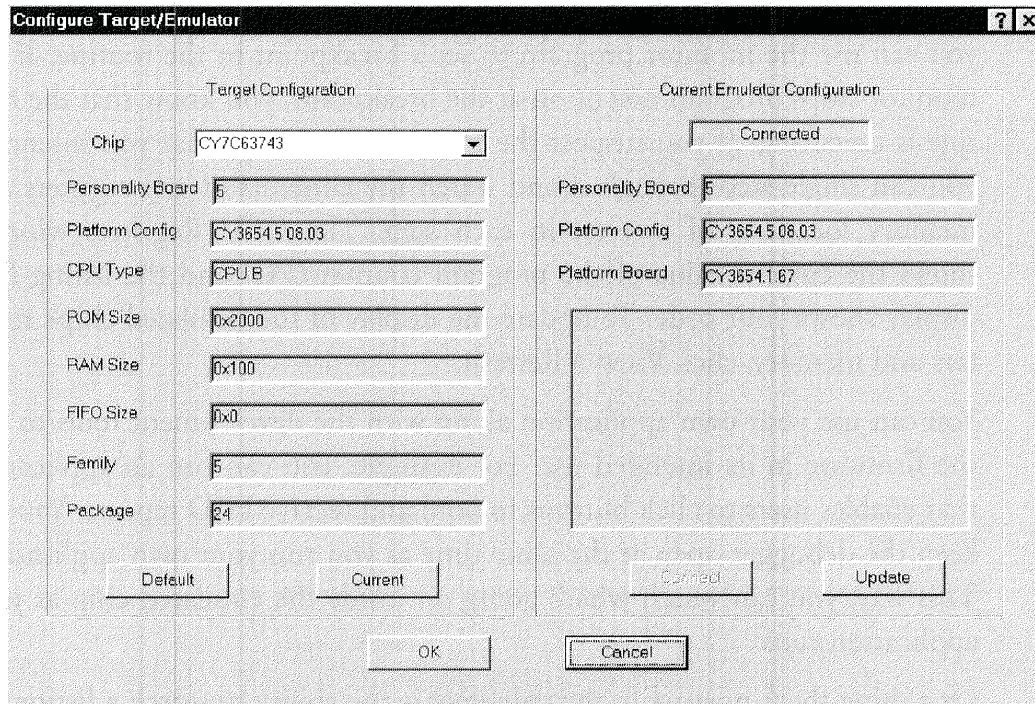 Configure Target/Emulator
Target Configuration
Chip
CY7C63743
Personality Board
5
Platform Config
CY3654.5 08.03
CPU Type
CPU B
ROM Size
0x2000
RAM Size
0x100
FIFO Size
0x0
Family
5
Package
24
Default
Current
Current Emulator Configuration
Connected
Personality Board
5
Platform Config
CY3654.5 08.03
Platform Board
CY3654.1.67
Connect
Update
OK
Cancel